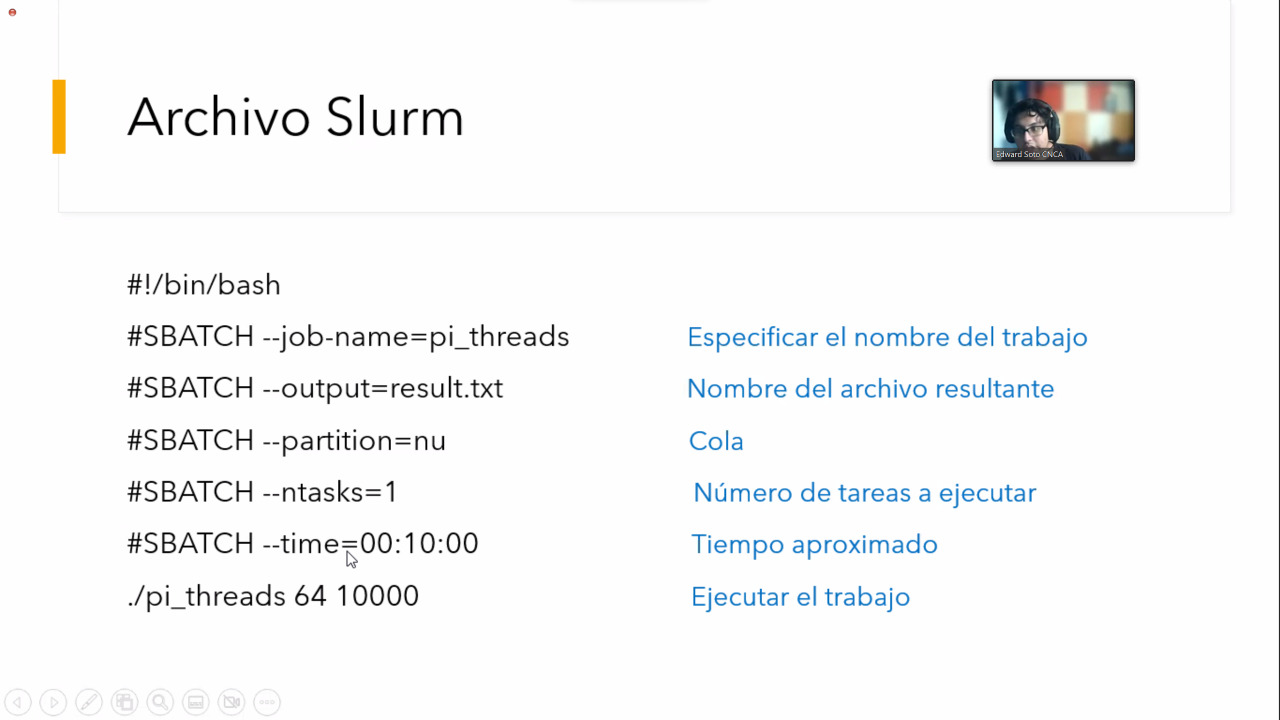 Archivo Slurm
Edward Soto CNCA
#!/bin/bash
#SBATCH --job-name=pi_threads Especificar el nombre del trabajo
#SBATCH --output=result.txt Nombre del archivo resultante
#SBATCH --partition=nu Cola
#SBATCH --ntasks=1 Número de tareas a ejecutar
#SBATCH --time=00:10:00 Tiempo aproximado
./pi_threads 64 10000 Ejecutar el trabajo